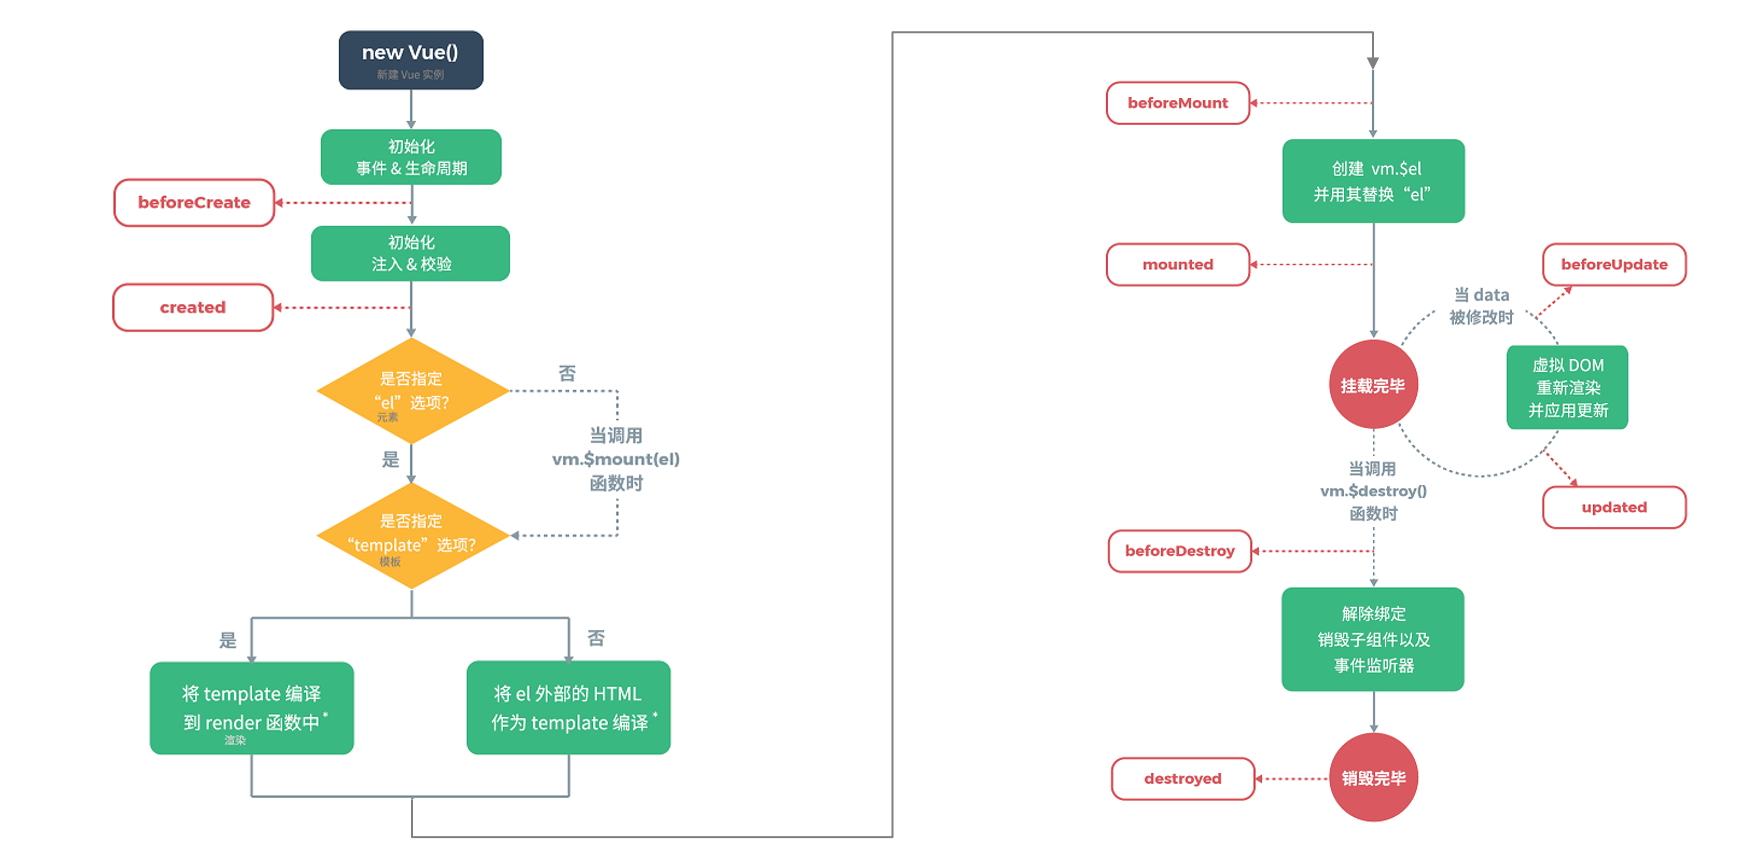 new Vue()
新建 Vue 实例
初始化
事件 & 生命周期
beforeCreate
初始化
注入 & 校验
created
是否指定
“el” 选项?
元素
否
是
当调用
vm.$mount(el)
函数时
是否指定
“template” 选项?
模板
是
否
将 template 编译
到 render 函数中*
渲染
将 el 外部的 HTML
作为 template 编译*
beforeMount
创建 vm.$el
并用其替换 “el”
mounted
beforeUpdate
当 data
被修改时
挂载完毕
虚拟 DOM
重新渲染
并应用更新
updated
当调用
vm.$destroy()
函数时
beforeDestroy
解除绑定
销毁子组件以及
事件监听器
destroyed
销毁完毕